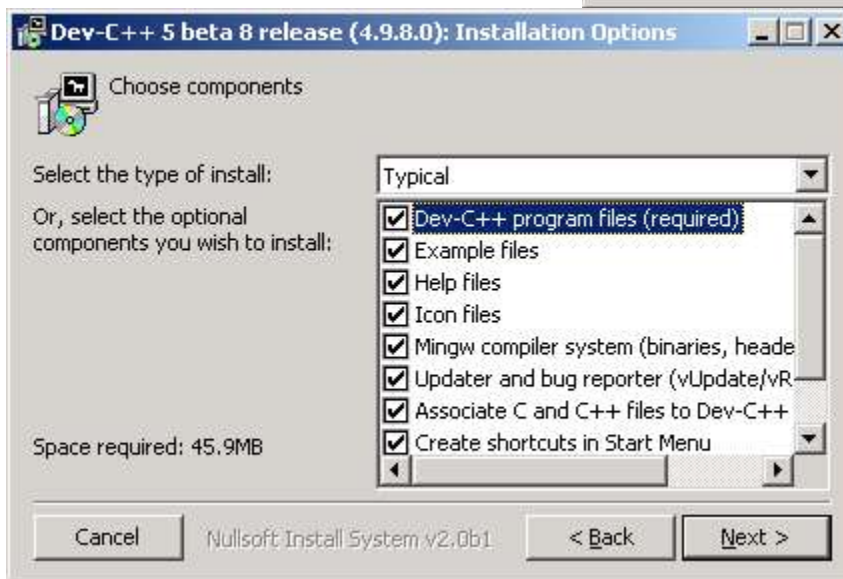 Dev-C++ 5 beta 8 release (4.9.8.0): Installation Options
Choose components
Select the type of install:
Typical
Or, select the optional
components you wish to install:
Dev-C++ program files (required)
Example files
Help files
Icon files
Mingw compiler system (binaries, heade
Updater and bug reporter (vUpdate/vR
Associate C and C++ files to Dev-C++
Create shortcuts in Start Menu
Space required: 45.9MB
Cancel
Nullsoft Install System v2.0b1
< Back
Next >